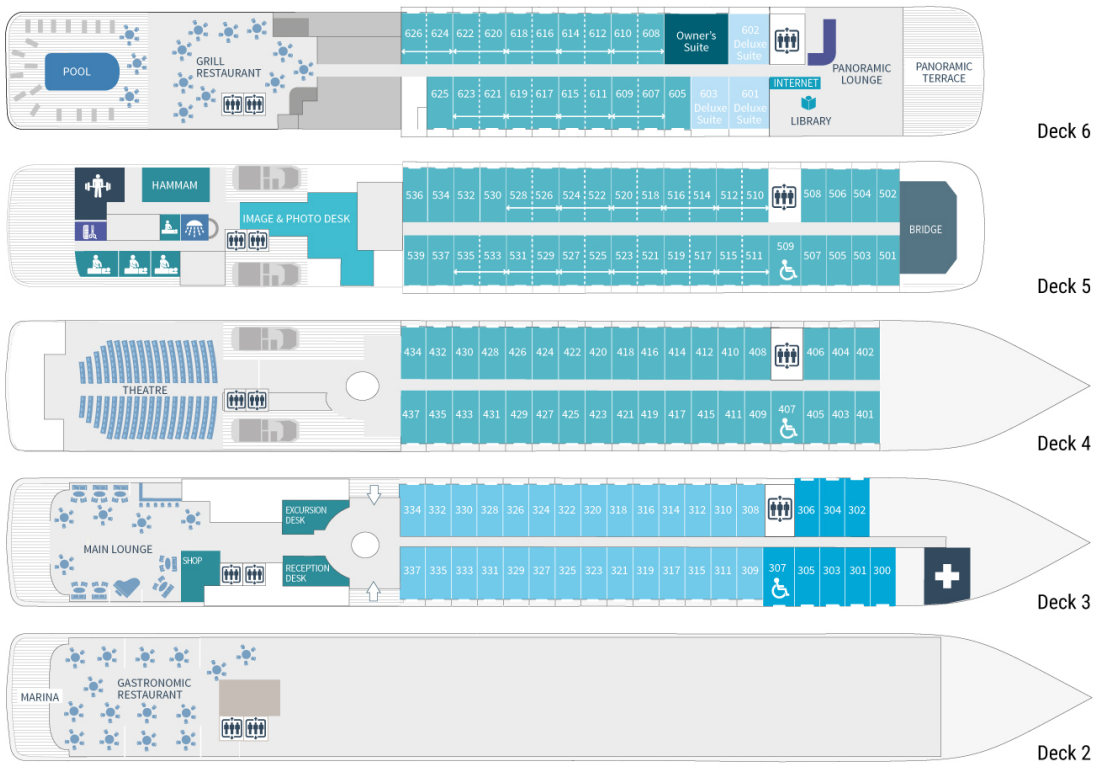 626 624 622 620 618 616 614 612 610 608
Owner's
Suite
602
Deluxe
Suite
GRILL
RESTAURANT
POOL
PANORAMIC
LOUNGE
PANORAMIC
TERRACE
INTERNET
LIBRARY
625 623 621 619 617 615 611 609 607 605
603
Deluxe
Suite
601
Deluxe
Suite
Deck 6
HAMMAM
IMAGE & PHOTO DESK
536 534 532 530 528 526 524 522 520 518 516 514 512 510
508 506 504 502
BRIDGE
539 537 535 533 531 529 527 525 523 521 519 517 515 511
509
507 505 503 501
Deck 5
THEATRE
434 432 430 428 426 424 422 420 418 416 414 412 410 408
406 404 402
437 435 433 431 429 427 425 423 421 419 417 415 411 409
407
405 403 401
Deck 4
MAIN LOUNGE
EXCURSION
DESK
SHOP
RECEPTION
DESK
334 332 330 328 326 324 322 320 318 316 314 312 310 308
306 304 302
337 335 333 331 329 327 325 323 321 319 317 315 311 309
307
305 303 301 300
Deck 3
GASTRONOMIC
RESTAURANT
MARINA
Deck 2